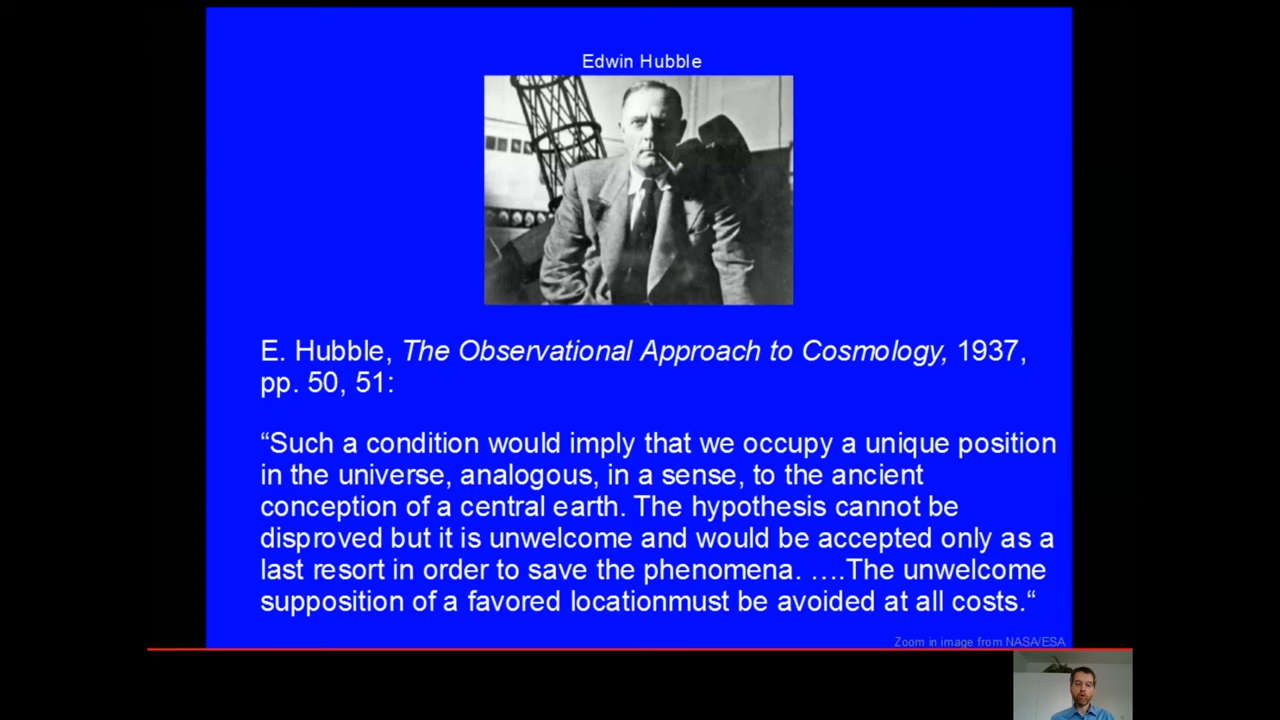 Edwin Hubble
E. Hubble, The Observational Approach to Cosmology, 1937,
pp. 50, 51:
“Such a condition would imply that we occupy a unique position
in the universe, analogous, in a sense, to the ancient
conception of a central earth. The hypothesis cannot be
disproved but it is unwelcome and would be accepted only as a
last resort in order to save the phenomena. ….The unwelcome
supposition of a favored locationmust be avoided at all costs.“
Zoom in image from NASA/ESA